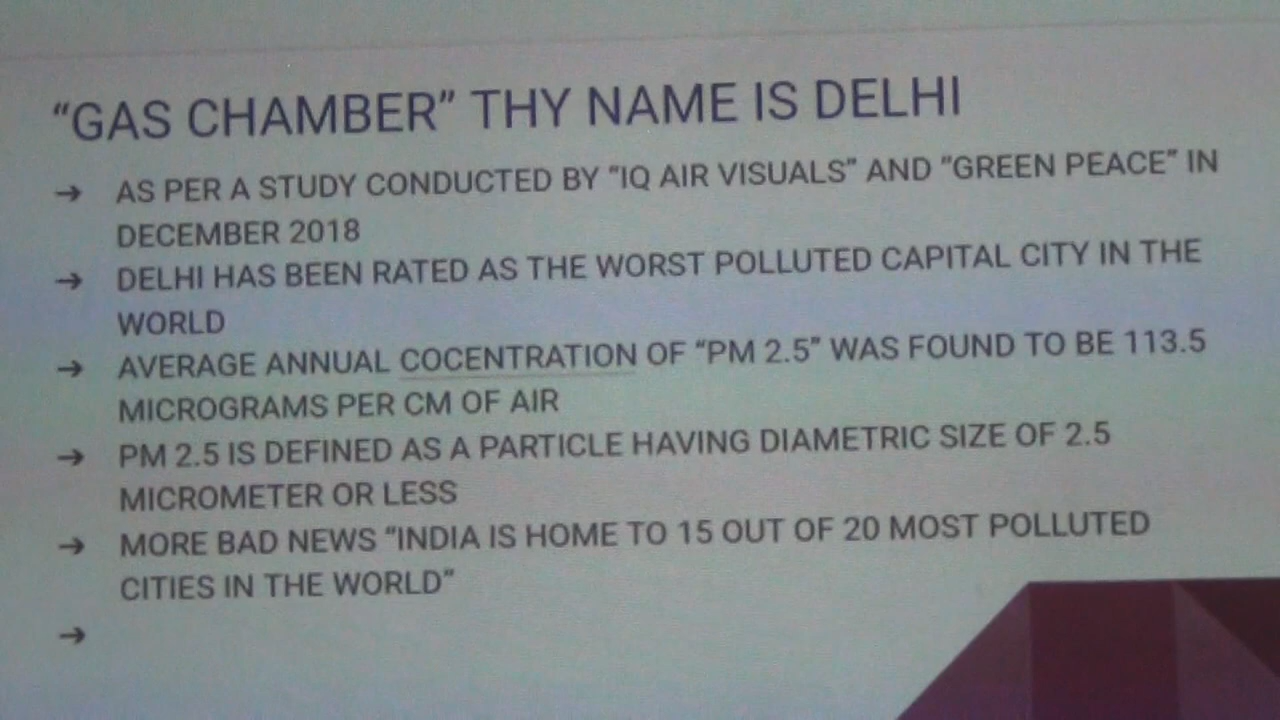 “GAS CHAMBER” THY NAME IS DELHI
→ AS PER A STUDY CONDUCTED BY “IQ AIR VISUALS” AND “GREEN PEACE” IN
DECEMBER 2018
→ DELHI HAS BEEN RATED AS THE WORST POLLUTED CAPITAL CITY IN THE
WORLD
→ AVERAGE ANNUAL COCENTRATION OF “PM 2.5” WAS FOUND TO BE 113.5
MICROGRAMS PER CM OF AIR
→ PM 2.5 IS DEFINED AS A PARTICLE HAVING DIAMETRIC SIZE OF 2.5
MICROMETER OR LESS
→ MORE BAD NEWS “INDIA IS HOME TO 15 OUT OF 20 MOST POLLUTED
CITIES IN THE WORLD”
→